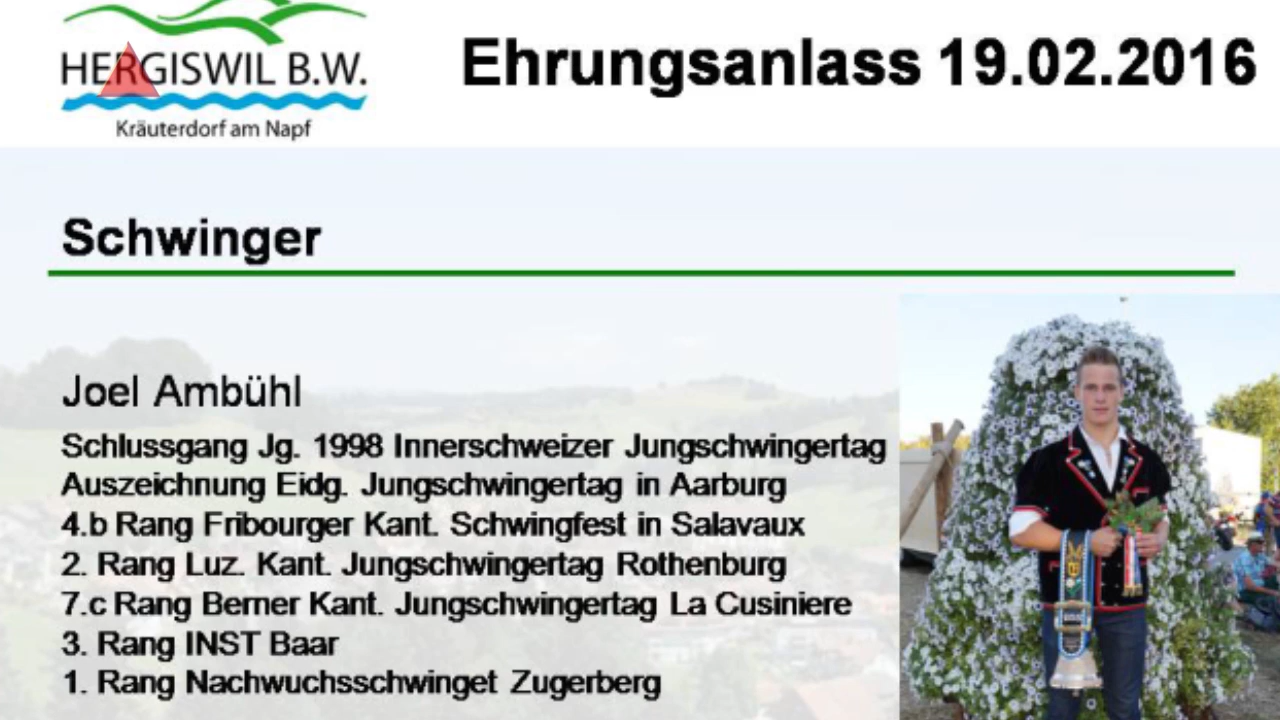 HERGISWIL B.W.
Kräuterdorf am Napf
Ehrungsanlass 19.02.2016
Schwinger
Joel Ambühl
Schlussgang Jg. 1998 Innerschweizer Jungschwingertag
Auszeichnung Eidg. Jungschwingertag in Aarburg
4.b Rang Fribourger Kant. Schwingfest in Salavaux
2. Rang Luz. Kant. Jungschwingertag Rothenburg
7.c Rang Berner Kant. Jungschwingertag La Cusiniere
3. Rang INST Baar
1. Rang Nachwuchsschwinget Zugerberg